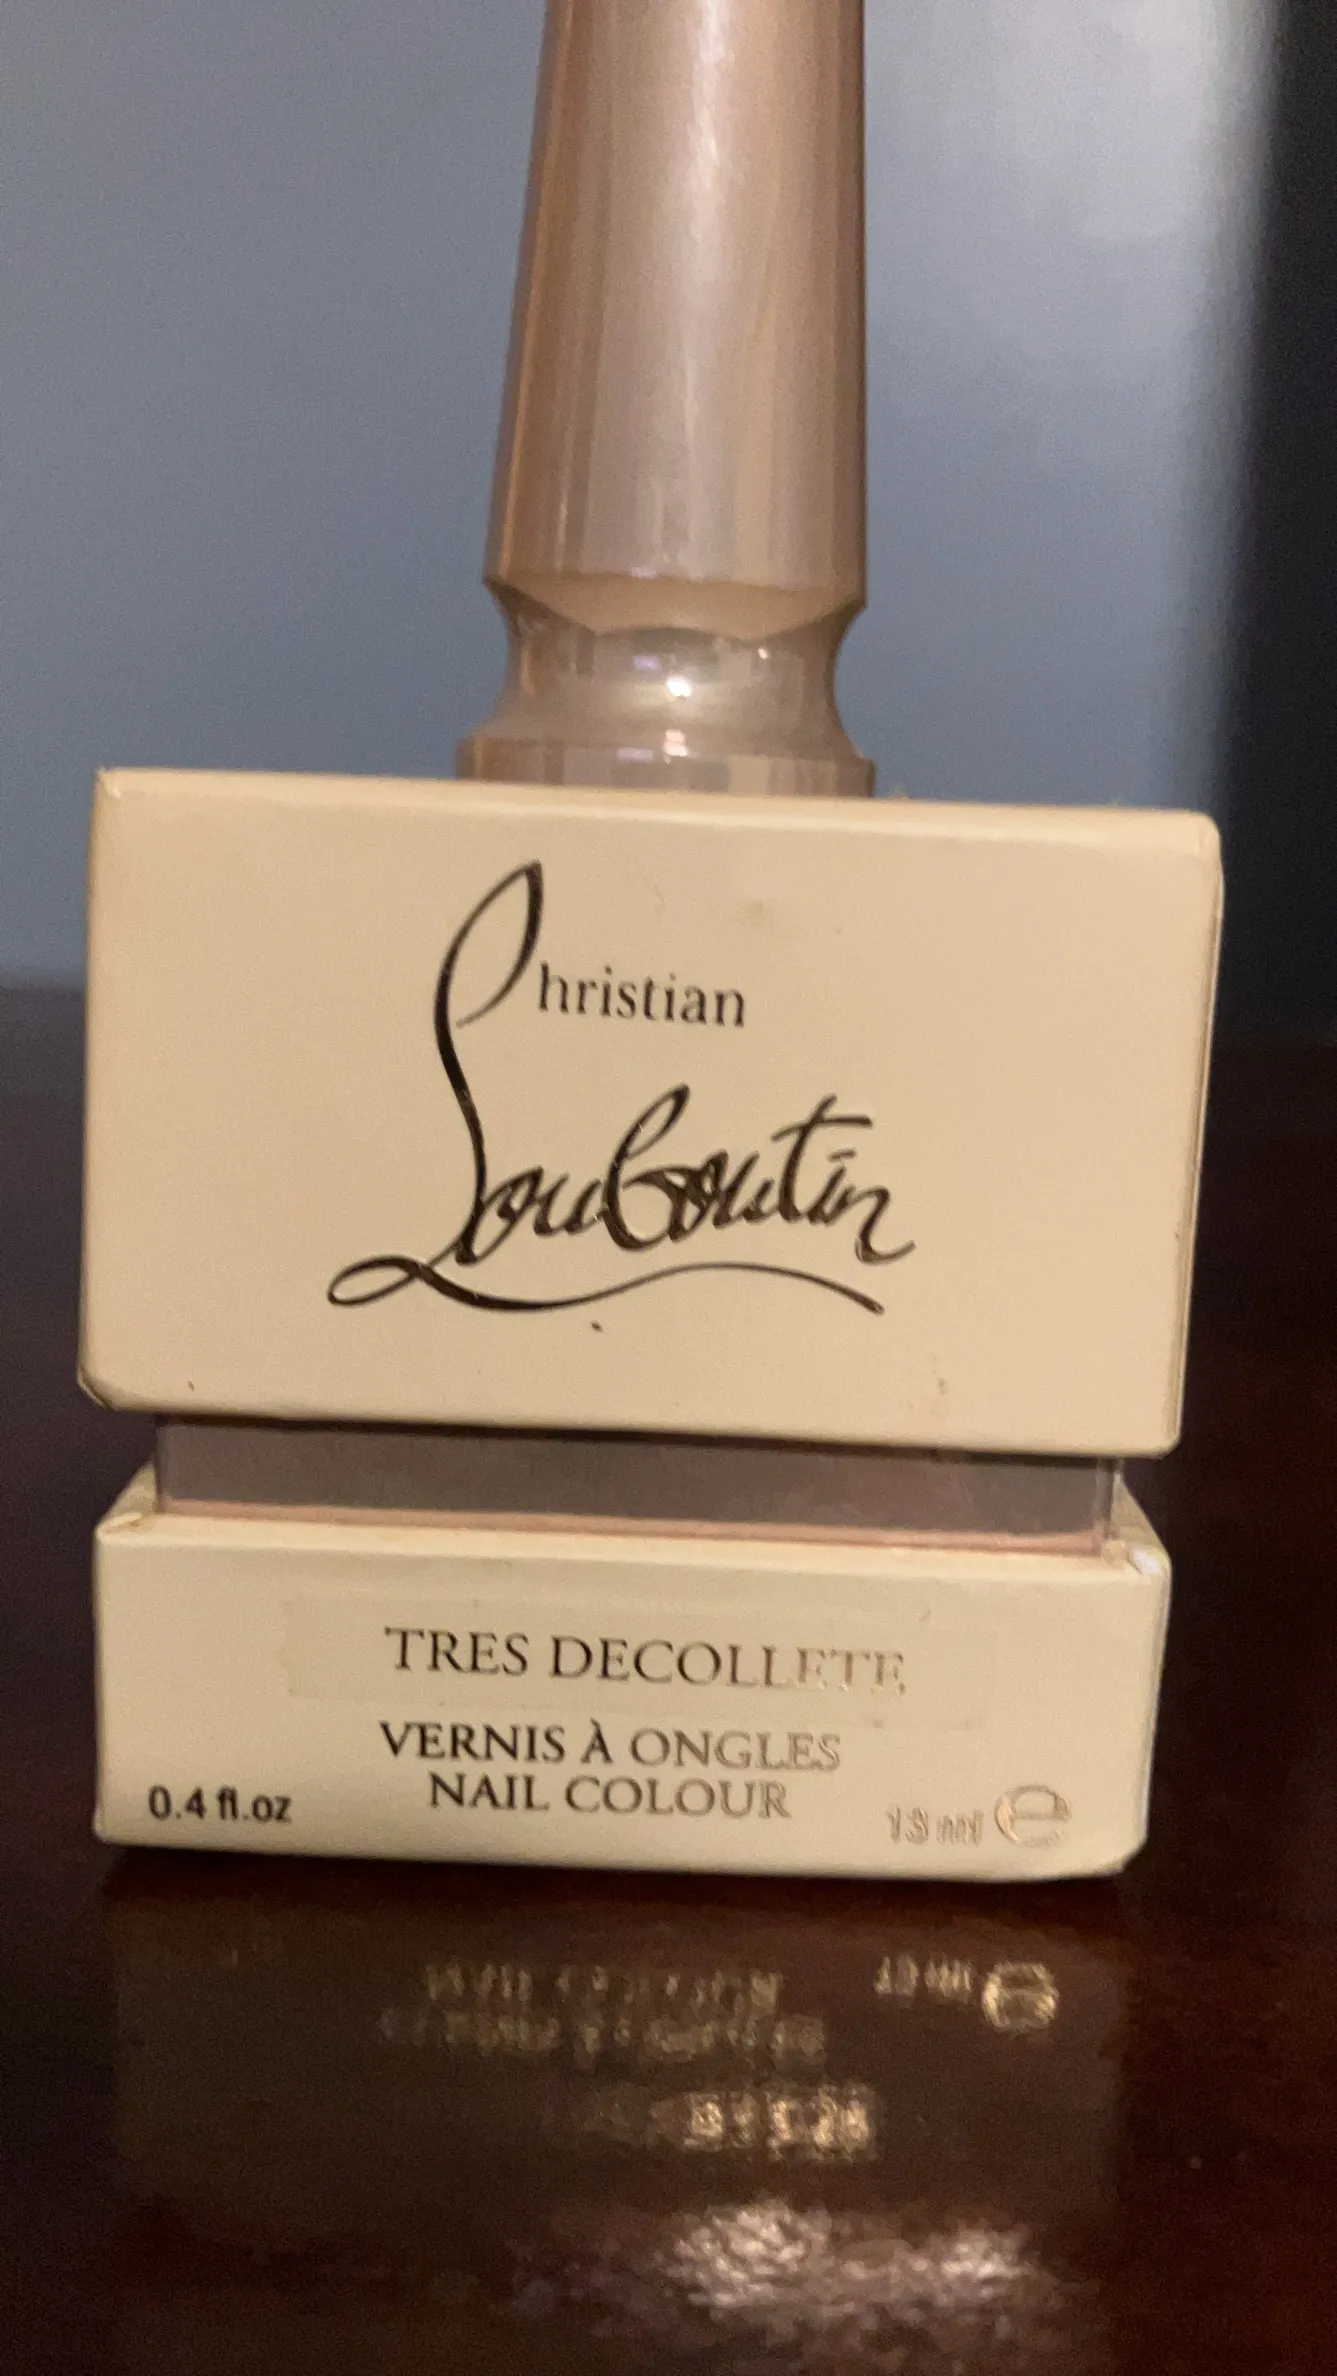 Christian
Louboutin
TRES DECOLLETE
VERNIS À ONGLES
NAIL COLOUR
0.4 fl.oz
13 ml e